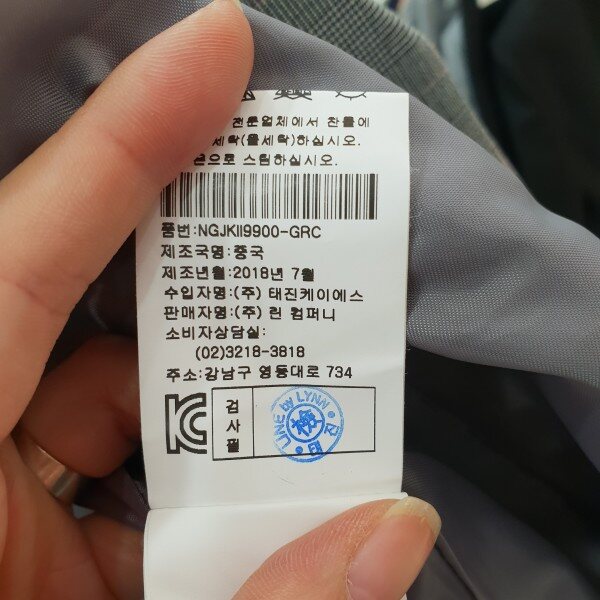 전문업체에서 찬물에
세탁(물세탁)하십시오.
으로 스팀하십시오.
품번:NGJKII9900-GRC
제조국명:중국
제조년월:2018년 7월
수입자명:(주) 태진케이에스
판매자명:(주) 린 컴퍼니
소비자상담실:
(02)3218-3818
주소:강남구 영동대로 734
검사필
LINE by LYNN
태진